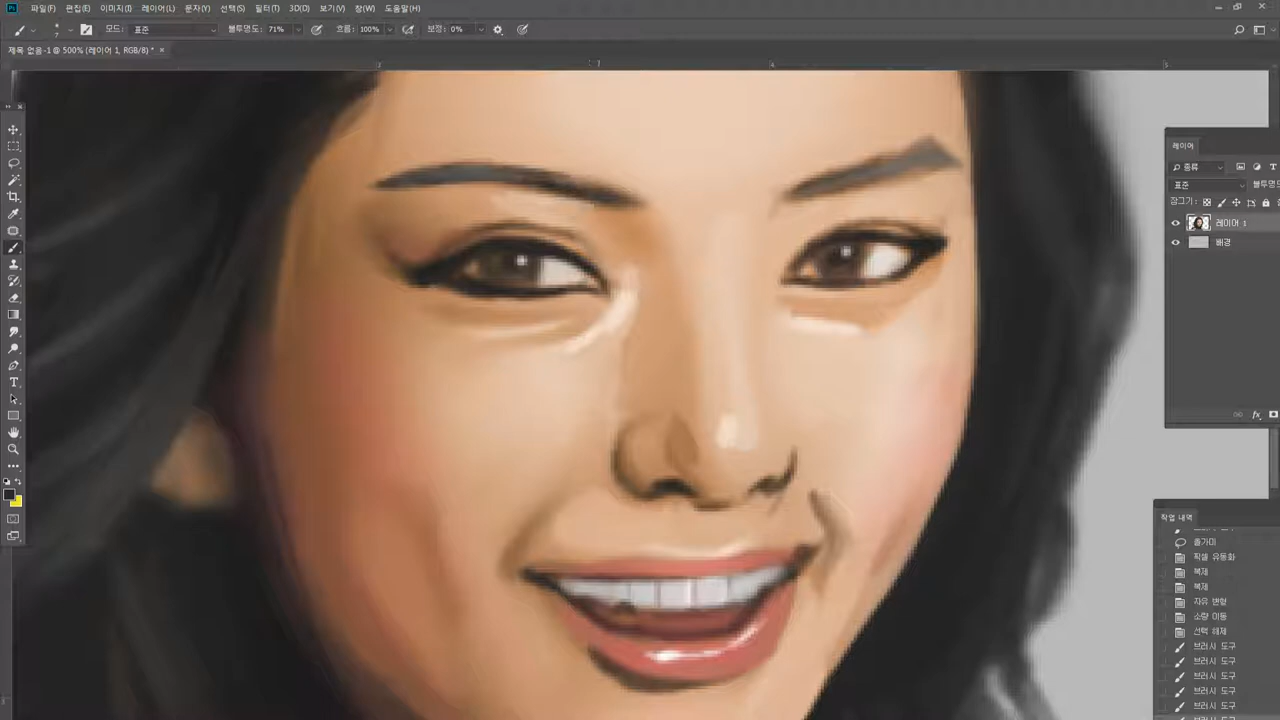 Ps 파일(F) 편집(E) 이미지(I) 레이어(L) 문자(Y) 선택(S) 필터(T) 3D(D) 보기(V) 창(W) 도움말(H)
모드: 표준 불투명도: 71% 흐름: 100% 보정: 0%
제목 없음-1 @ 500% (레이어 1, RGB/8) *
레이어
종류
표준 불투명도
잠그기:
레이어 1
배경
fx
작업 내역
올가미
픽셀 유동화
복제
복제
자유 변형
소량 이동
선택 해제
브러시 도구
브러시 도구
브러시 도구
브러시 도구
브러시 도구